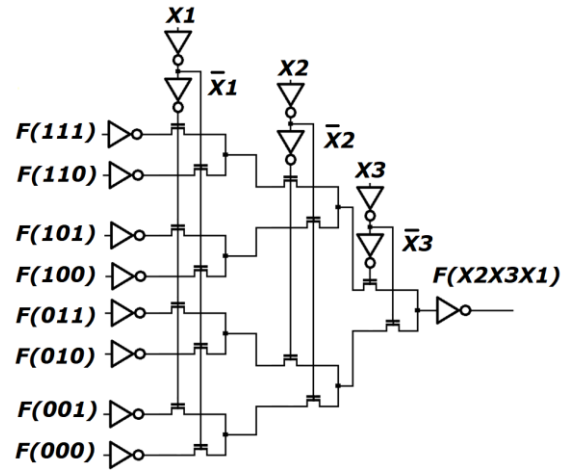 X1
X̅1
X2
X̅2
X3
X̅3
F(111)
F(110)
F(101)
F(100)
F(011)
F(010)
F(001)
F(000)
F(X2X3X1)